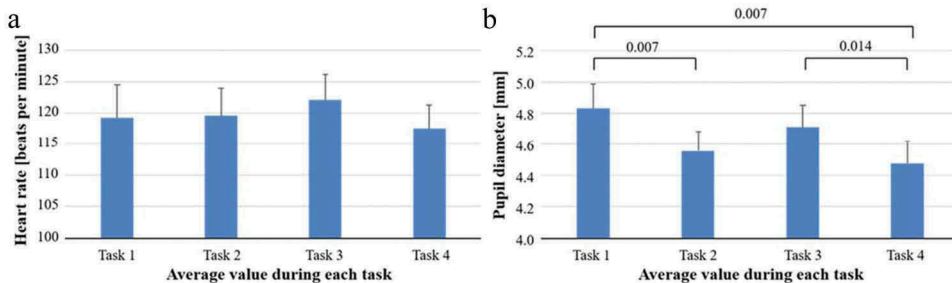 a
Heart rate [beats per minute]
130
125
120
115
110
105
100
Task 1 Task 2 Task 3 Task 4
Average value during each task
b
0.007
0.007 0.014
Pupil diameter [mm]
5.2
5.0
4.8
4.6
4.4
4.2
4.0
Task 1 Task 2 Task 3 Task 4
Average value during each task